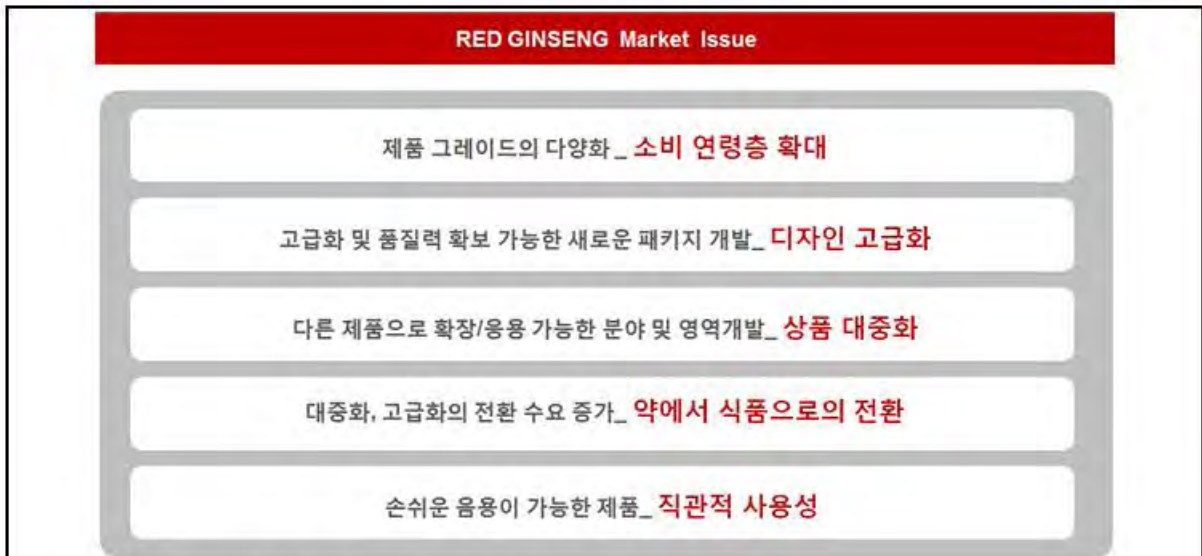 RED GINSENG Market Issue
제품 그레이드의 다양화_ 소비 연령층 확대
고급화 및 품질력 확보 가능한 새로운 패키지 개발_ 디자인 고급화
다른 제품으로 확장/응용 가능한 분야 및 영역개발_ 상품 대중화
대중화, 고급화의 전환 수요 증가_ 약에서 식품으로의 전환
손쉬운 음용이 가능한 제품_ 직관적 사용성